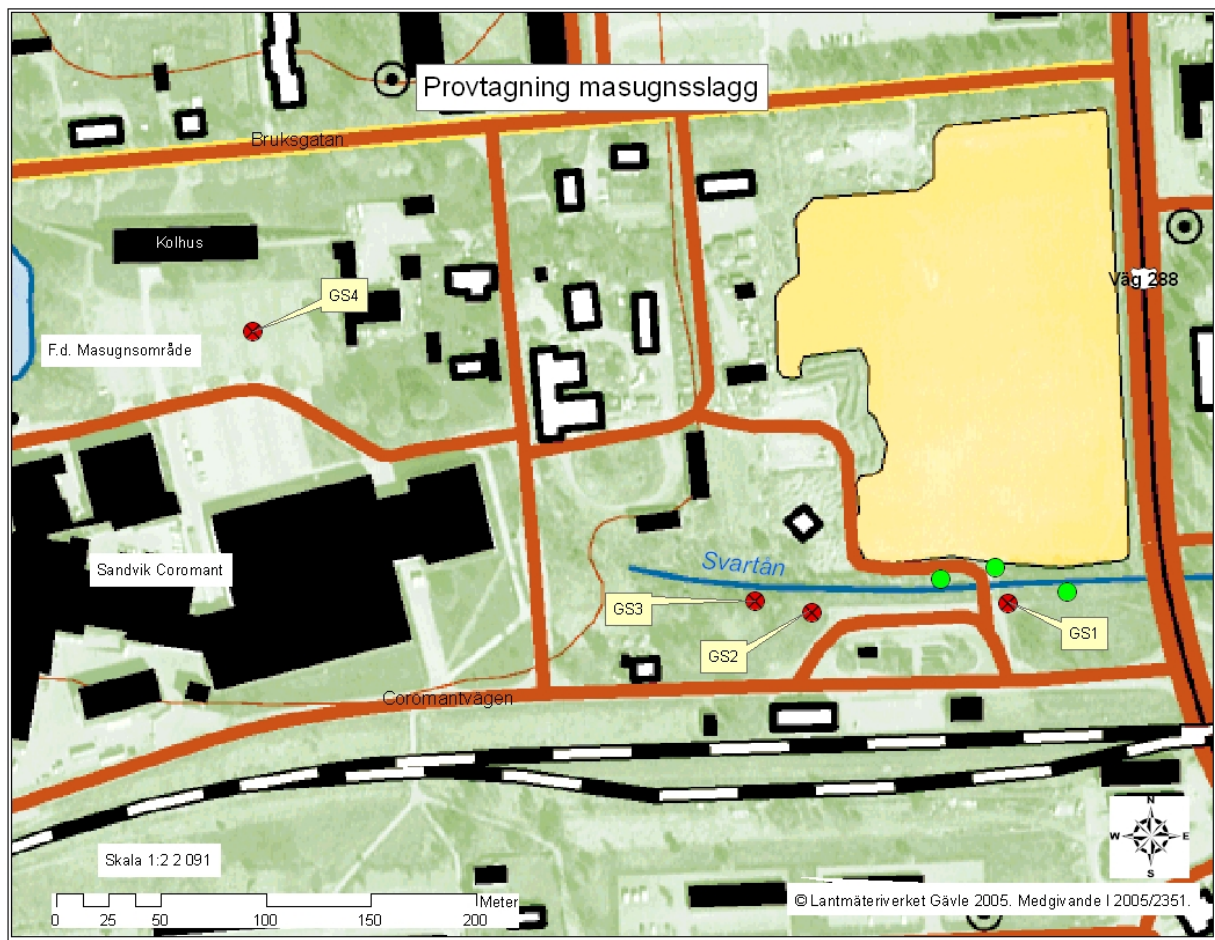 Provtagning masugnsslagg
Bruksgatan
Kolhus
Väg 288
GS4
F.d. Masugnsområde
Svartån
Sandvik Coromant
GS3
GS1
GS2
Coromantvägen
N
W E
S
Skala 1:2 2 091
Meter
0 25 50 100 150 200
© Lantmäteriverket Gävle 2005. Medgivande I 2005/2351.